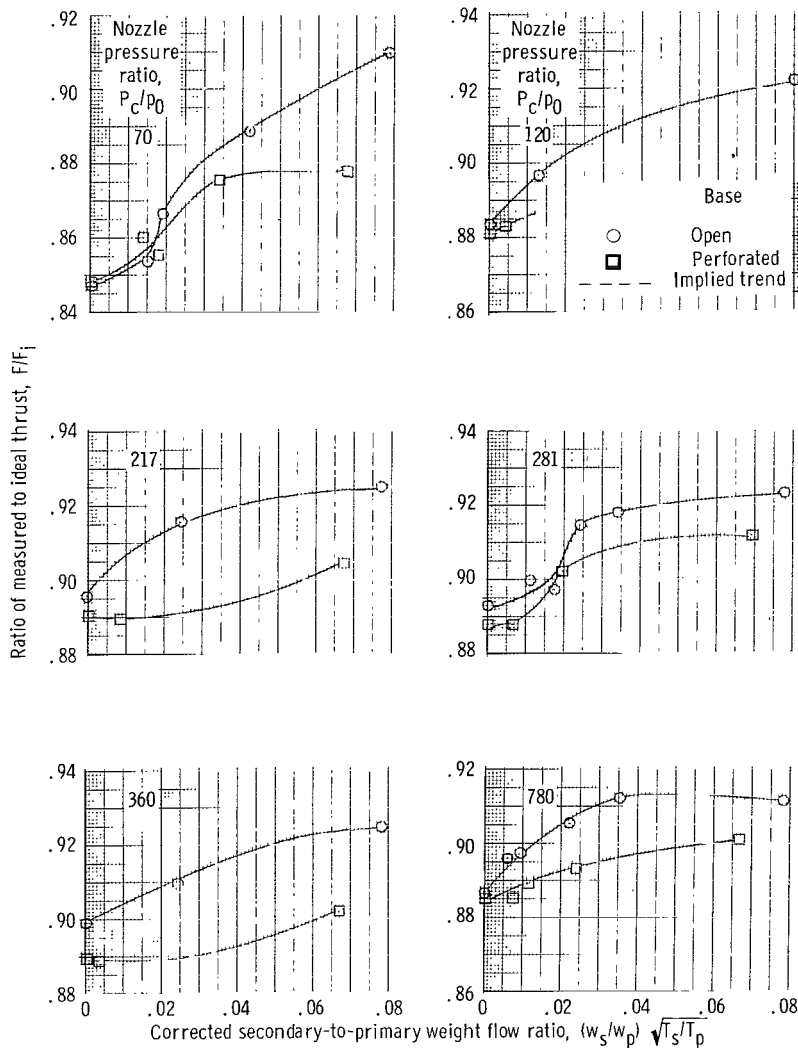 .92
.90
.88
.86
.84
Nozzle
pressure
ratio,
P_c/p_0
70
.94
.92
.90
.88
.86
Nozzle
pressure
ratio,
P_c/p_0
120
Base
Open
Perforated
Implied trend
Ratio of measured to ideal thrust, F/F_i
.94
.92
.90
.88
217
.94
.92
.90
.88
281
.94
.92
.90
.88
360
0 .02 .04 .06 .08
.92
.90
.88
.86
780
0 .02 .04 .06 .08
Corrected secondary-to-primary weight flow ratio, (w_s/w_p) √T_s/T_p